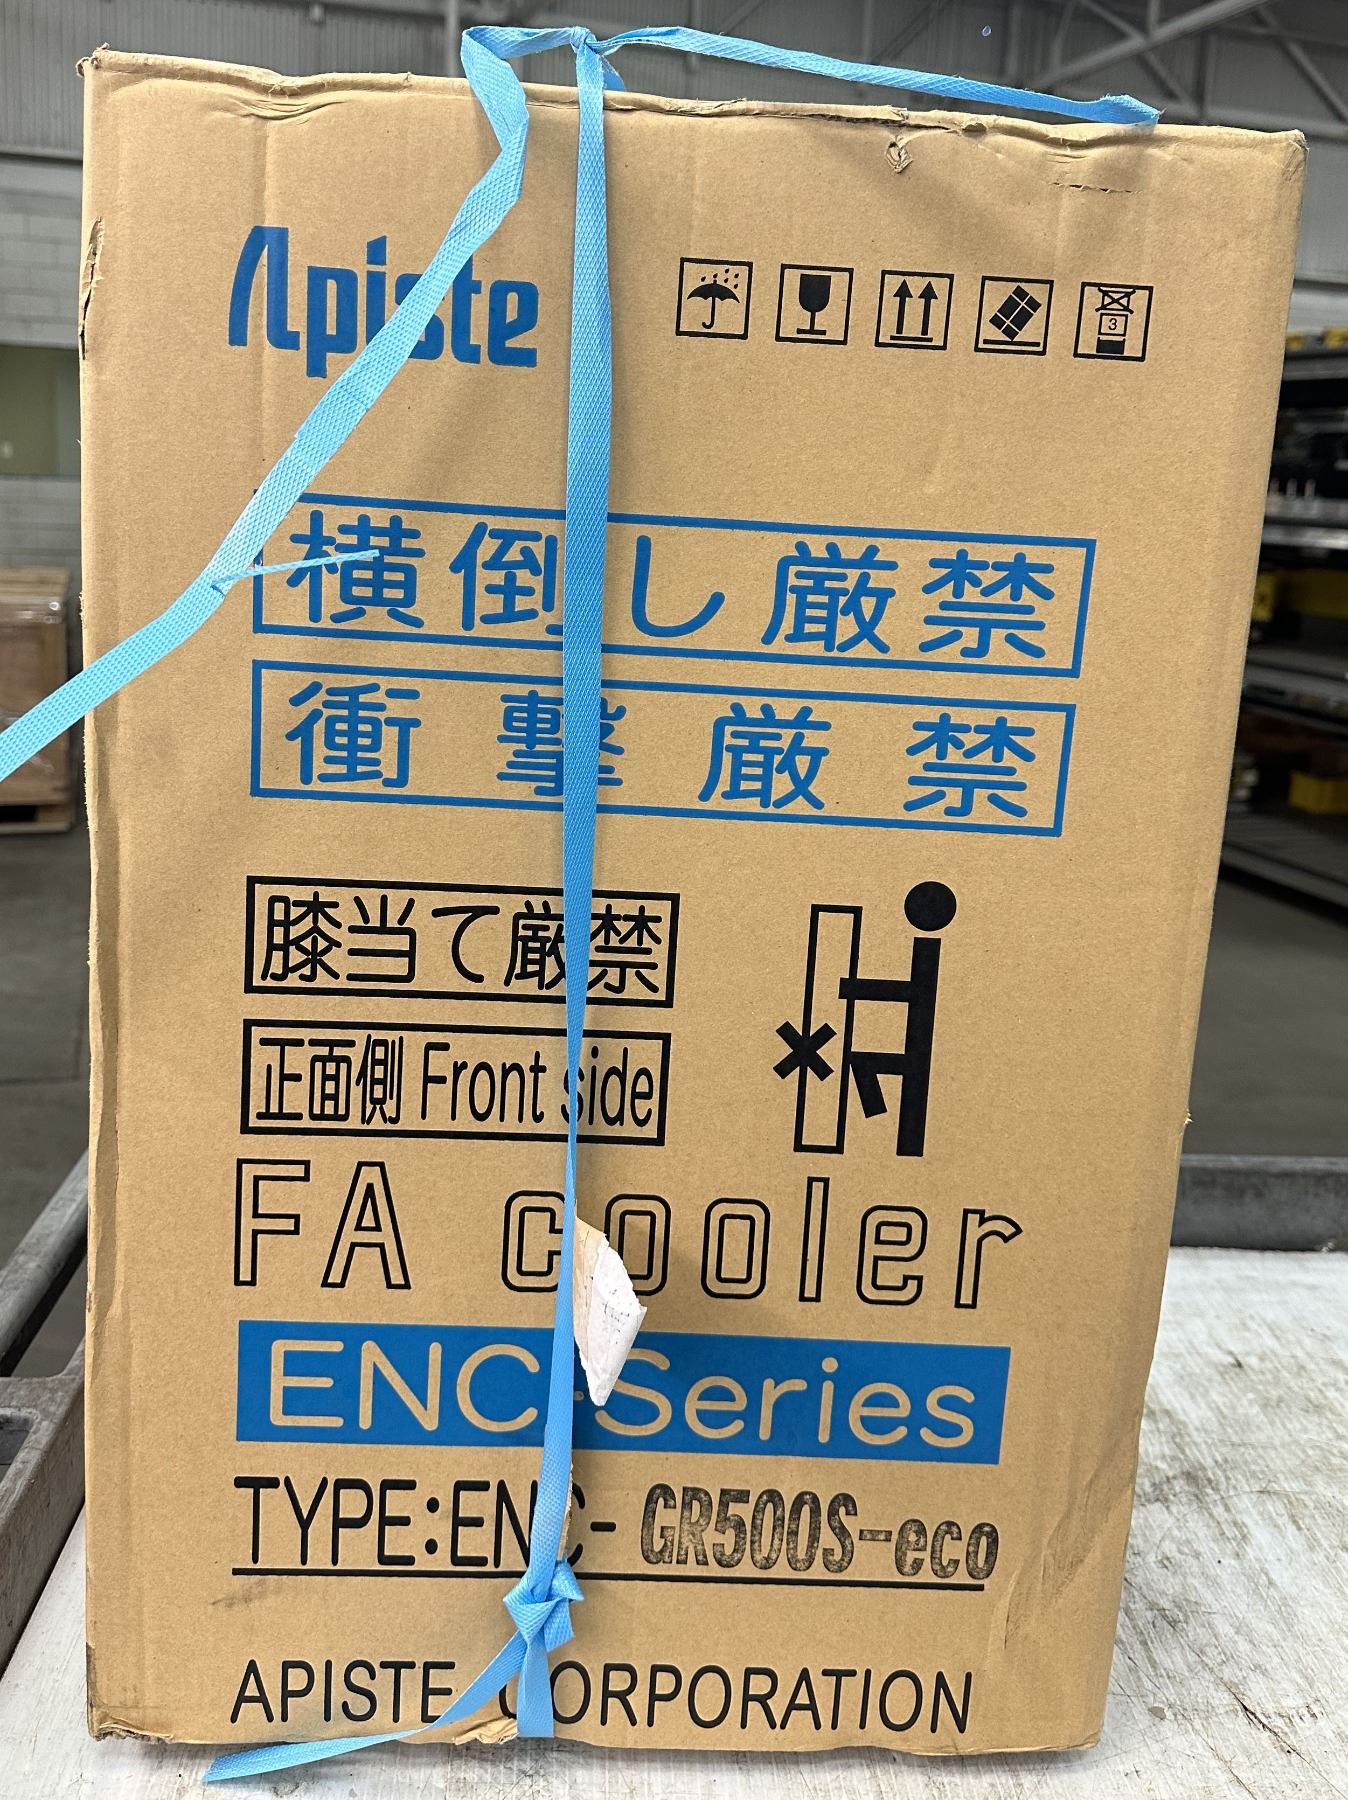 Apiste
3
横倒し厳禁
衝撃厳禁
膝当て厳禁
正面側 Front side
FA cooler
ENC-Series
TYPE:ENC-GR500S-eco
APISTE CORPORATION